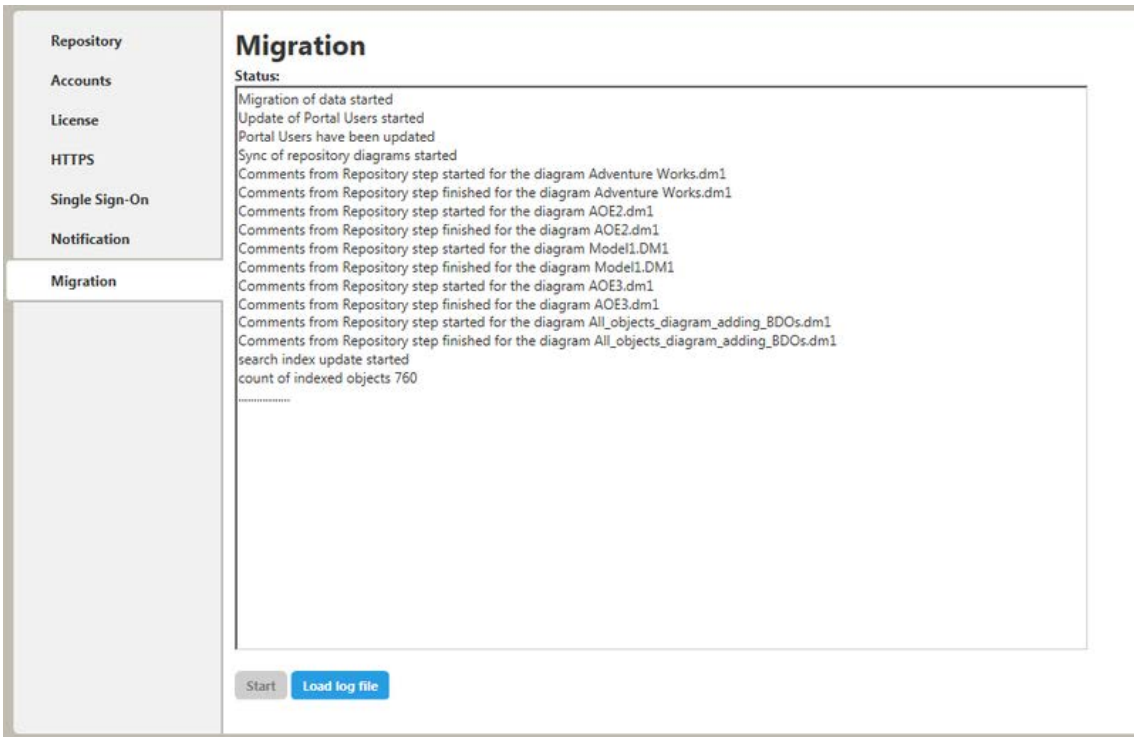 Repository
Accounts
License
HTTPS
Single Sign-On
Notification
Migration
Migration
Status:
Migration of data started
Update of Portal Users started
Portal Users have been updated
Sync of repository diagrams started
Comments from Repository step started for the diagram Adventure Works.dm1
Comments from Repository step finished for the diagram Adventure Works.dm1
Comments from Repository step started for the diagram AOE2.dm1
Comments from Repository step finished for the diagram AOE2.dm1
Comments from Repository step started for the diagram Model1.DM1
Comments from Repository step finished for the diagram Model1.DM1
Comments from Repository step started for the diagram AOE3.dm1
Comments from Repository step finished for the diagram AOE3.dm1
Comments from Repository step started for the diagram All_objects_diagram_adding_BDOs.dm1
Comments from Repository step finished for the diagram All_objects_diagram_adding_BDOs.dm1
search index update started
count of indexed objects 760
.................
Start Load log file